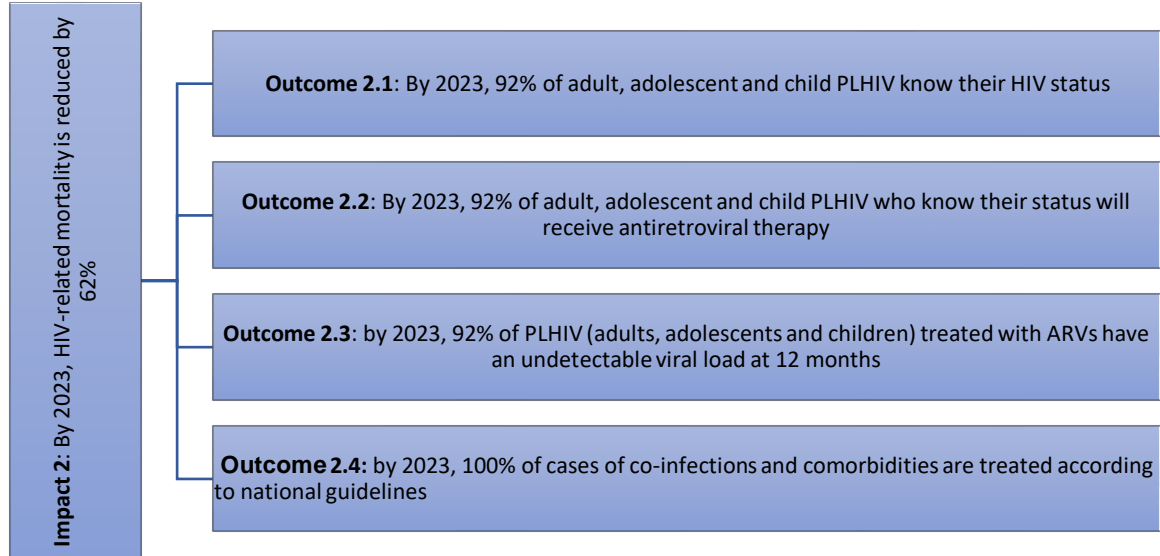 Impact 2: By 2023, HIV-related mortality is reduced by
62%
Outcome 2.1: By 2023, 92% of adult, adolescent and child PLHIV know their HIV status
Outcome 2.2: By 2023, 92% of adult, adolescent and child PLHIV who know their status will
receive antiretroviral therapy
Outcome 2.3: by 2023, 92% of PLHIV (adults, adolescents and children) treated with ARVs have
an undetectable viral load at 12 months
Outcome 2.4: by 2023, 100% of cases of co-infections and comorbidities are treated according
to national guidelines